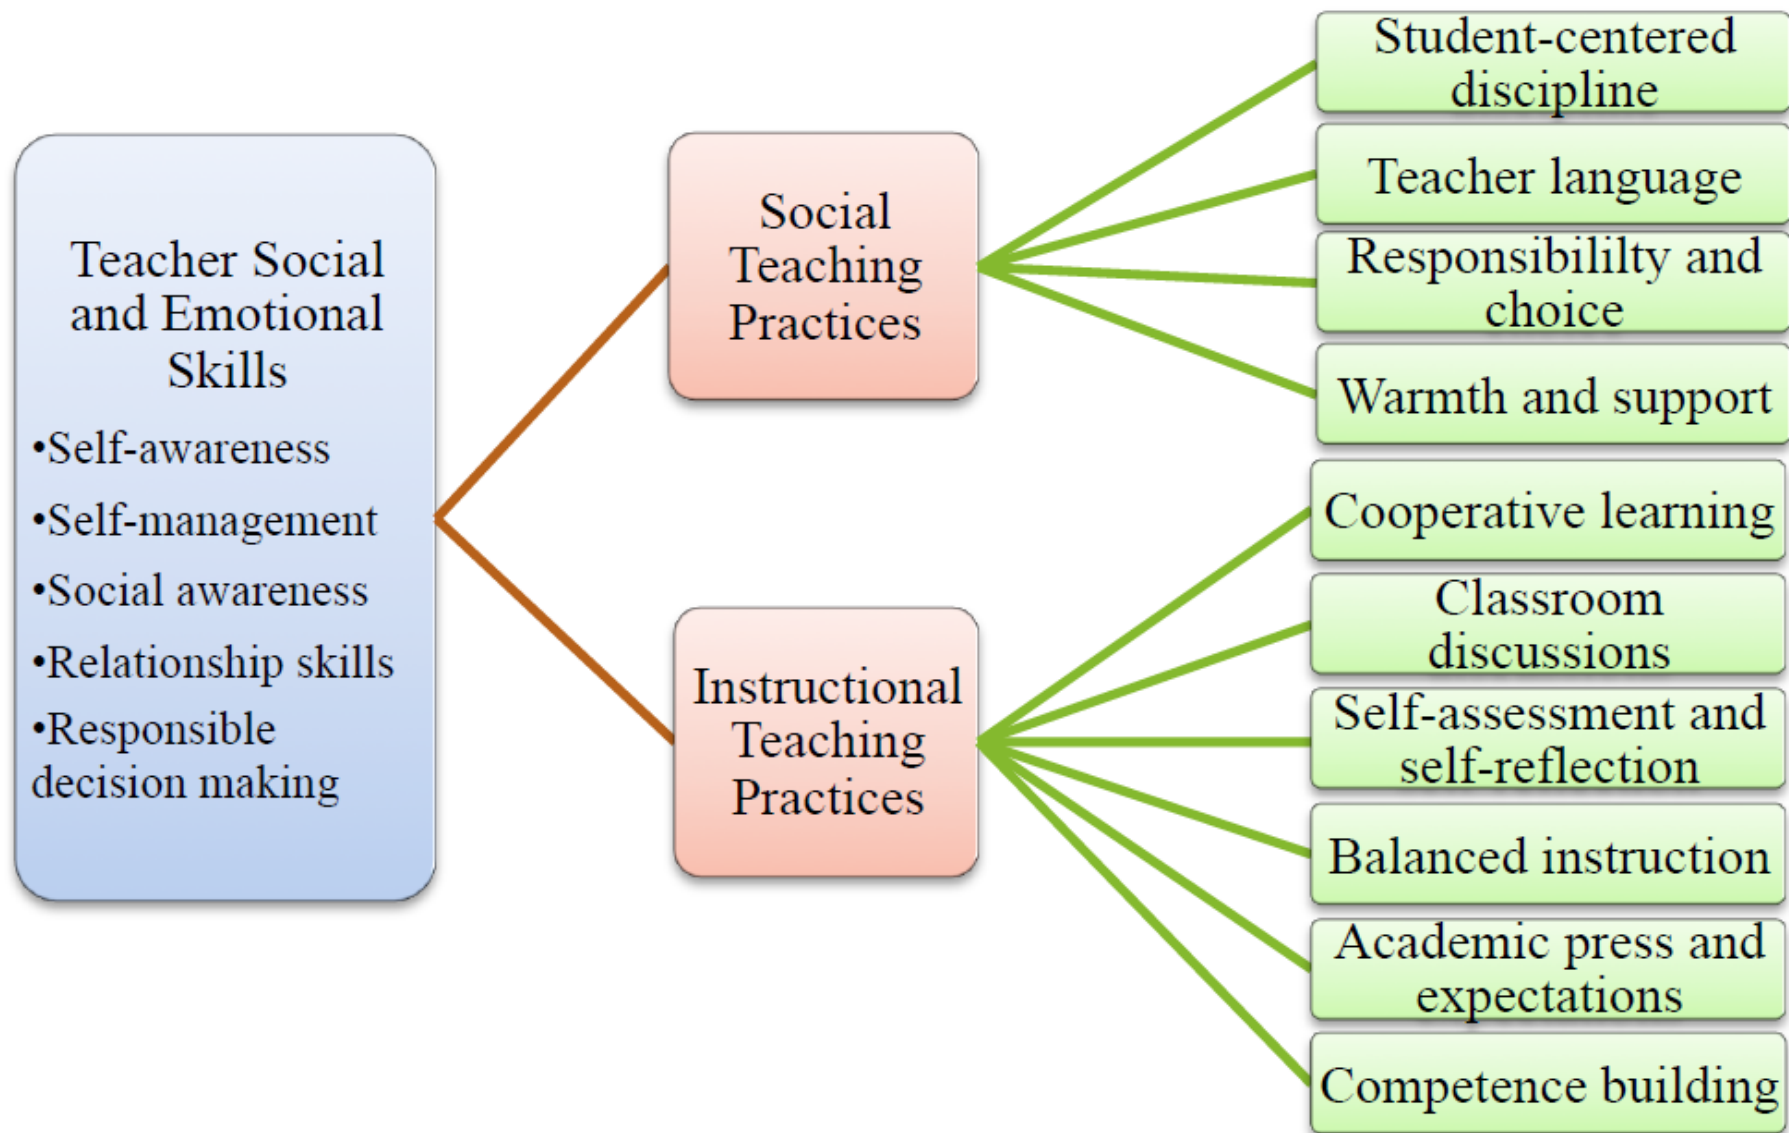 Teacher Social
and Emotional
Skills
•Self-awareness
•Self-management
•Social awareness
•Relationship skills
•Responsible
decision making
Social
Teaching
Practices
Student-centered
discipline
Teacher language
Responsibililty and
choice
Warmth and support
Instructional
Teaching
Practices
Cooperative learning
Classroom
discussions
Self-assessment and
self-reflection
Balanced instruction
Academic press and
expectations
Competence building